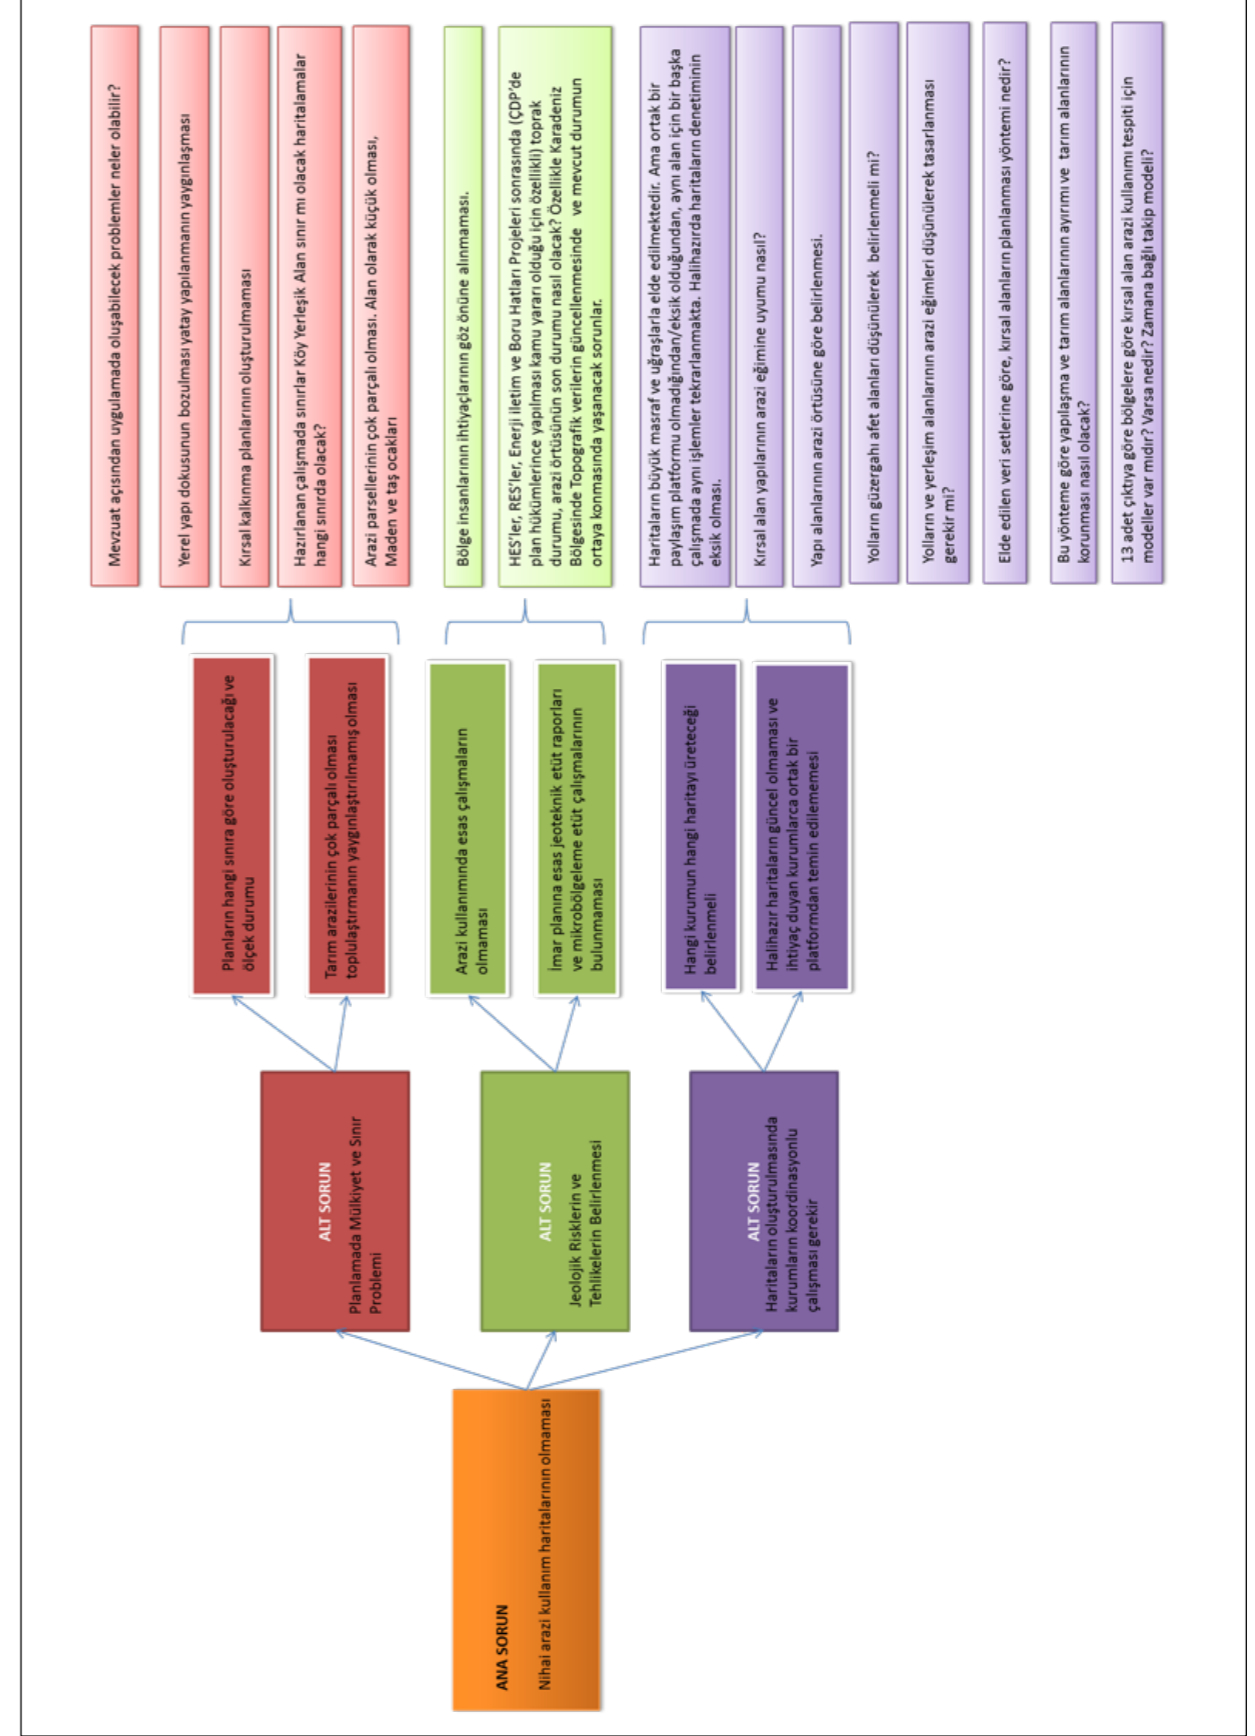 ANA SORUN
Nihai arazi kullanım haritalarının olmaması
ALT SORUN
Planlamada Mülkiyet ve Sınır
Problemi
ALT SORUN
Jeolojik Risklerin ve
Tehlikelerin Belirlenmesi
ALT SORUN
Haritaların oluşturulmasında
kurumların koordinasyonlu
çalışması gerekir
Planların hangi sınıra göre oluşturulacağı ve
ölçek durumu
Tarım arazilerinin çok parçalı olması
toplulaştırmanın yaygınlaştırılmamış olması
Arazi kullanımında esas çalışmaların
olmaması
İmar planına esas jeoteknik etüt raporları
ve mikrobölgeleme etüt çalışmalarının
bulunmaması
Hangi kurumun hangi haritayı üreteceği
belirlenmeli
Halihazır haritaların güncel olmaması ve
ihtiyaç duyan kurumlarca ortak bir
platformdan temin edilememesi
Mevzuat açısından uygulamada oluşabilecek problemler neler olabilir?
Yerel yapı dokusunun bozulması yatay yapılanmanın yaygınlaşması
Kırsal kalkınma planlarının oluşturulmaması
Hazırlanan çalışmada sınırlar Köy Yerleşik Alan sınır mı olacak haritalamalar
hangi sınırda olacak?
Arazi parsellerinin çok parçalı olması. Alan olarak küçük olması,
Maden ve taş ocakları
Bölge insanlarının ihtiyaçlarının göz önüne alınmaması.
HES'ler, RES'ler, Enerji iletim ve Boru Hatları Projeleri sonrasında (ÇDP'de
plan hükümlerince yapılması kamu yararı olduğu için özellikli) toprak
durumu, arazi örtüsünün son durumu nasıl olacak? Özellikle Karadeniz
Bölgesinde Topografik verilerin güncellenmesinde ve mevcut durumun
ortaya konmasında yaşanacak sorunlar.
Haritaların büyük masraf ve uğraşlarla elde edilmektedir. Ama ortak bir
paylaşım platformu olmadığından/eksik olduğundan, aynı alan için bir başka
çalışmada aynı işlemler tekrarlanmakta. Halihazırda haritaların denetiminin
eksik olması.
Kırsal alan yapılarının arazi eğimine uyumu nasıl?
Yapı alanlarının arazi örtüsüne göre belirlenmesi.
Yolların güzergahı afet alanları düşünülerek belirlenmeli mi?
Yolların ve yerleşim alanlarının arazi eğimleri düşünülerek tasarlanması
gerekir mi?
Elde edilen veri setlerine göre, kırsal alanların planlanması yöntemi nedir?
Bu yönteme göre yapılaşma ve tarım alanlarının ayırımı ve tarım alanlarının
korunması nasıl olacak?
13 adet çıktıya göre bölgelere göre kırsal alan arazi kullanımı tespiti için
modeller var mıdır? Varsa nedir? Zamana bağlı takip modeli?